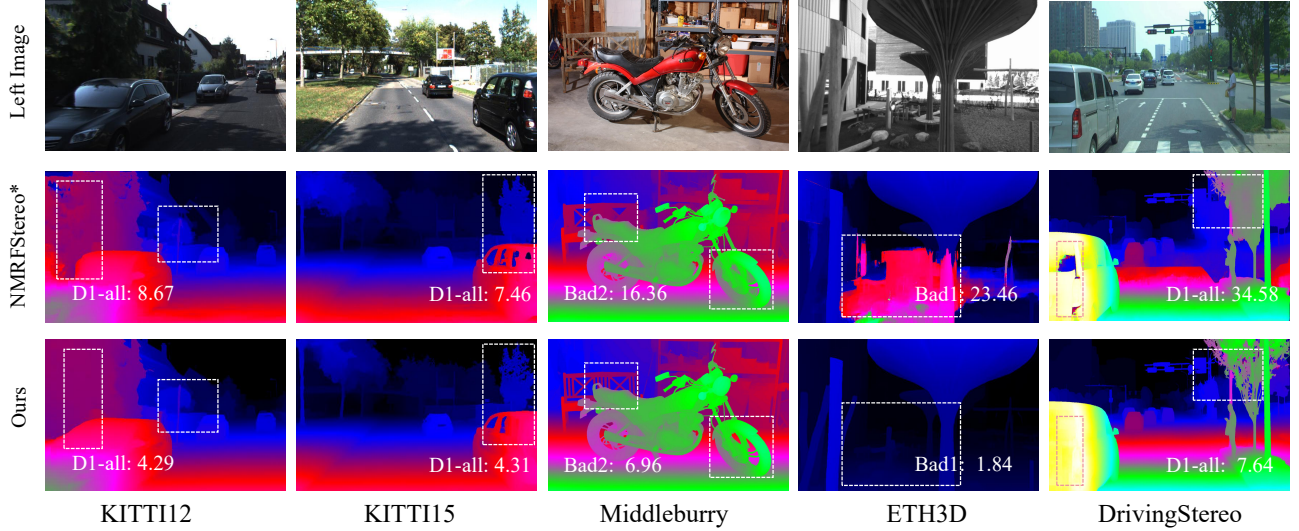 Left Image
NMRFStereo*
D1-all: 8.67
D1-all: 7.46
Bad2: 16.36
Bad1: 23.46
D1-all: 34.58
Ours
D1-all: 4.29
D1-all: 4.31
Bad2: 6.96
Bad1: 1.84
D1-all: 7.64
KITTI12
KITTI15
Middleburry
ETH3D
DrivingStereo